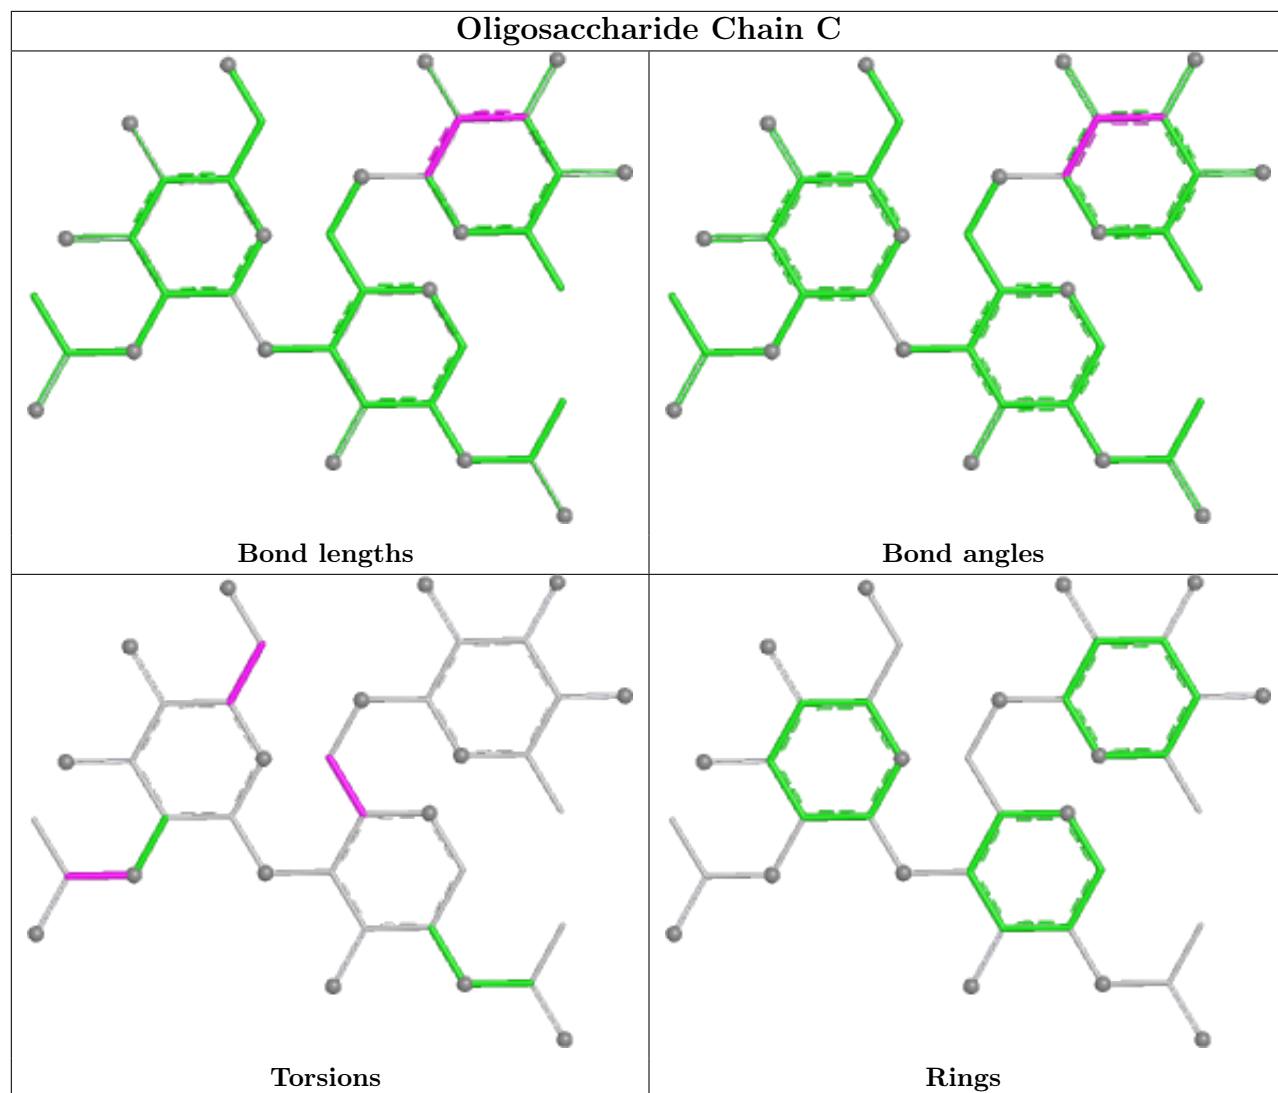 Oligosaccharide Chain C
Bond lengths
Bond angles
Torsions
Rings